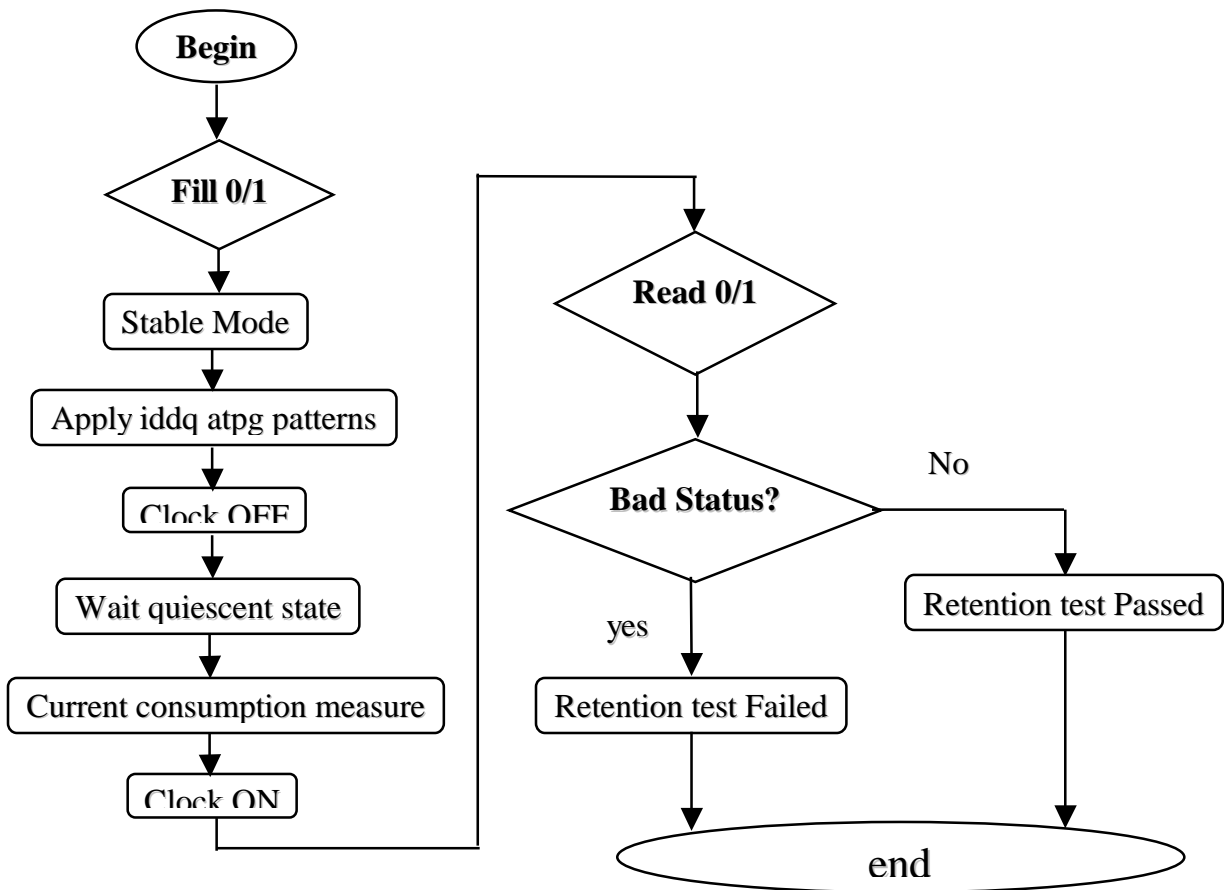 Begin
Fill 0/1
Stable Mode
Apply iddq atpg patterns
Clock OFF
Wait quiescent state
Current consumption measure
Clock ON
Read 0/1
Bad Status?
No
yes
Retention test Passed
Retention test Failed
end